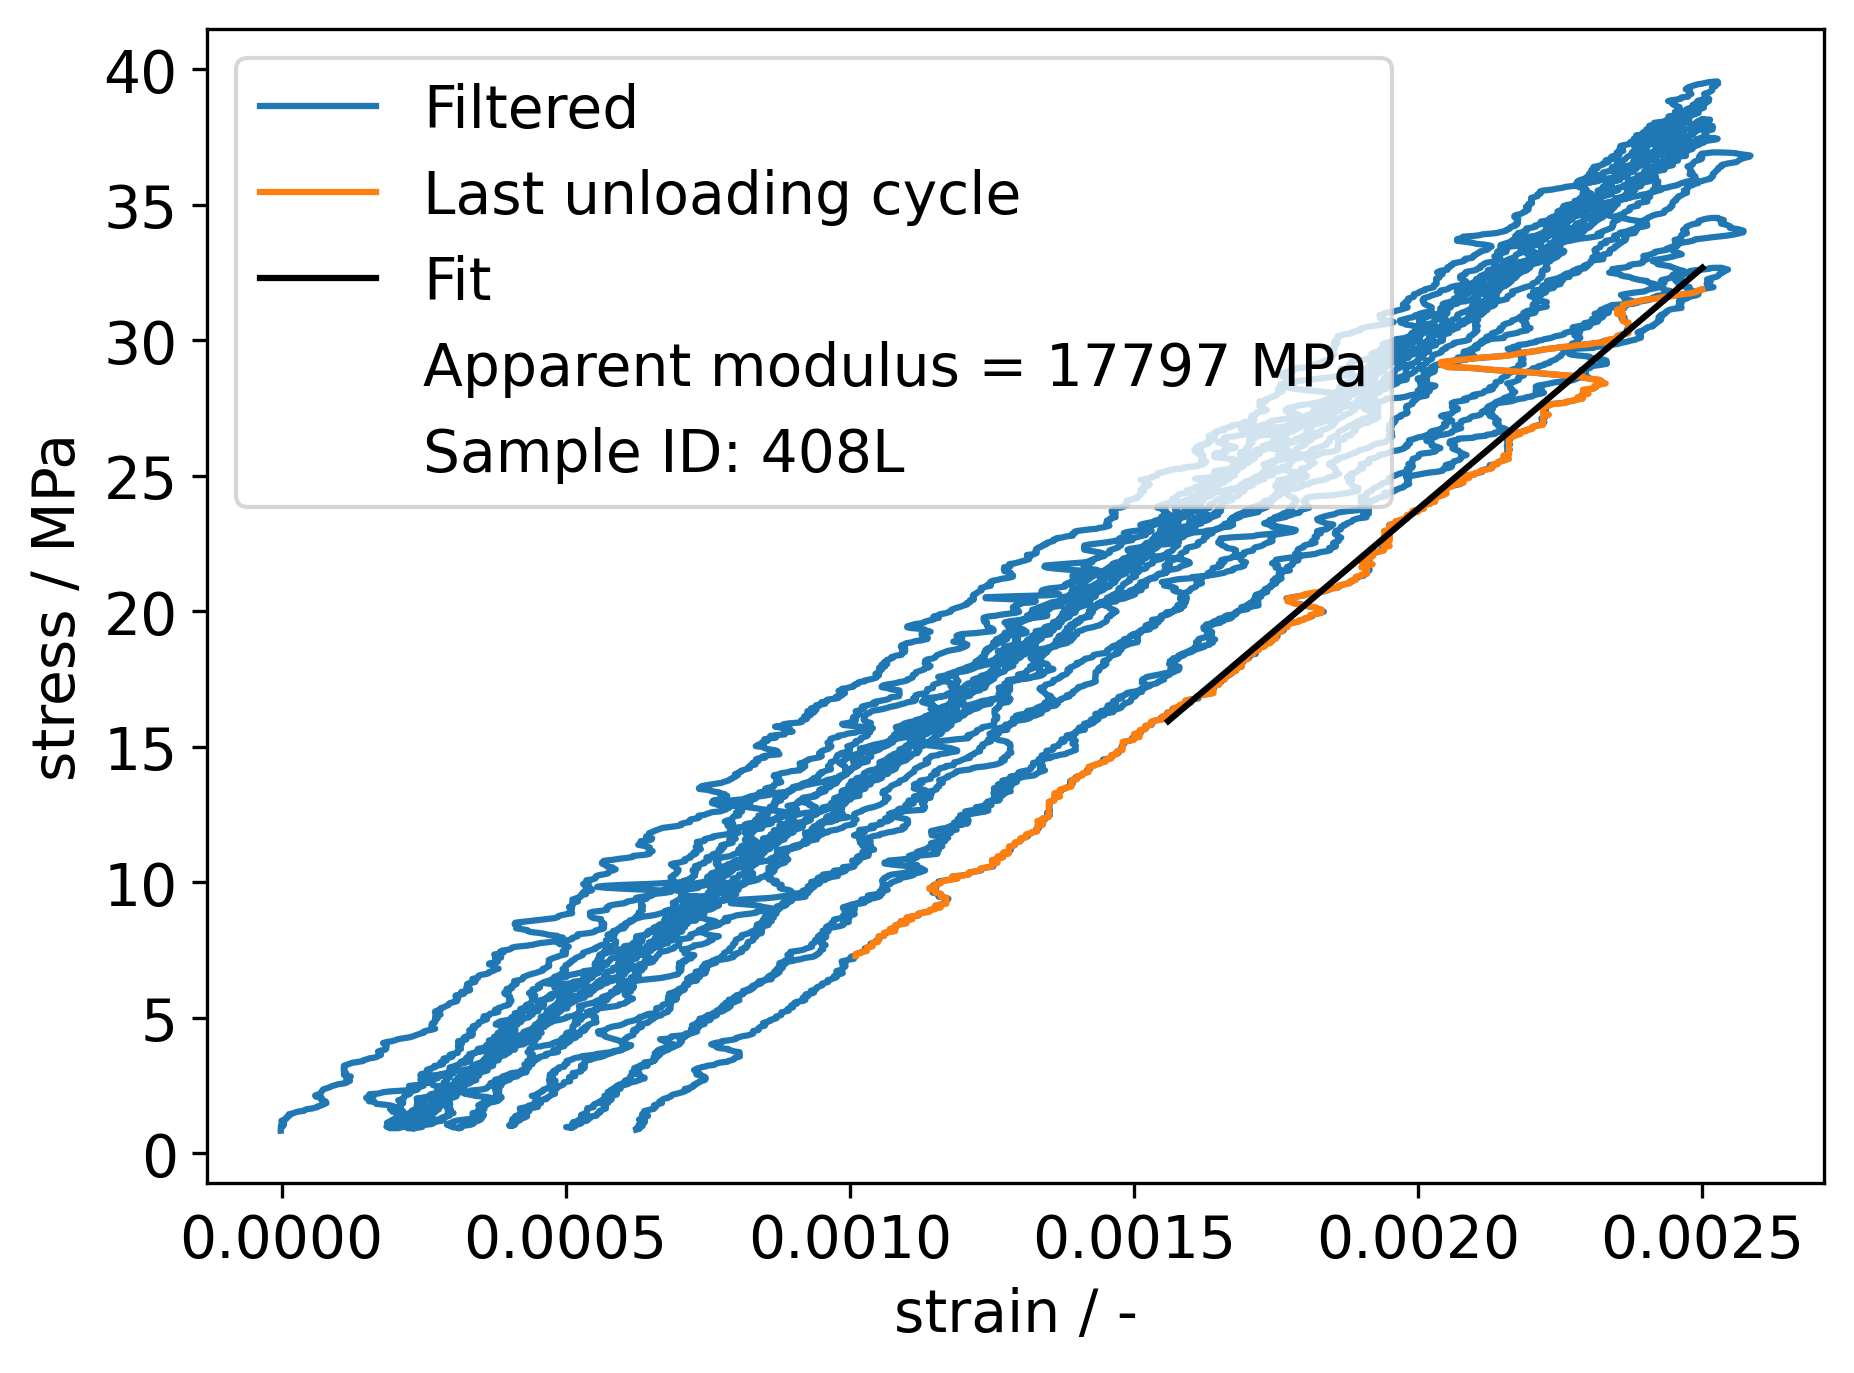 40
35
30
25
20
15
10
5
0
stress / MPa
Filtered
Last unloading cycle
Fit
Apparent modulus = 17797 MPa
Sample ID: 408L
0.0000 0.0005 0.0010 0.0015 0.0020 0.0025
strain / -